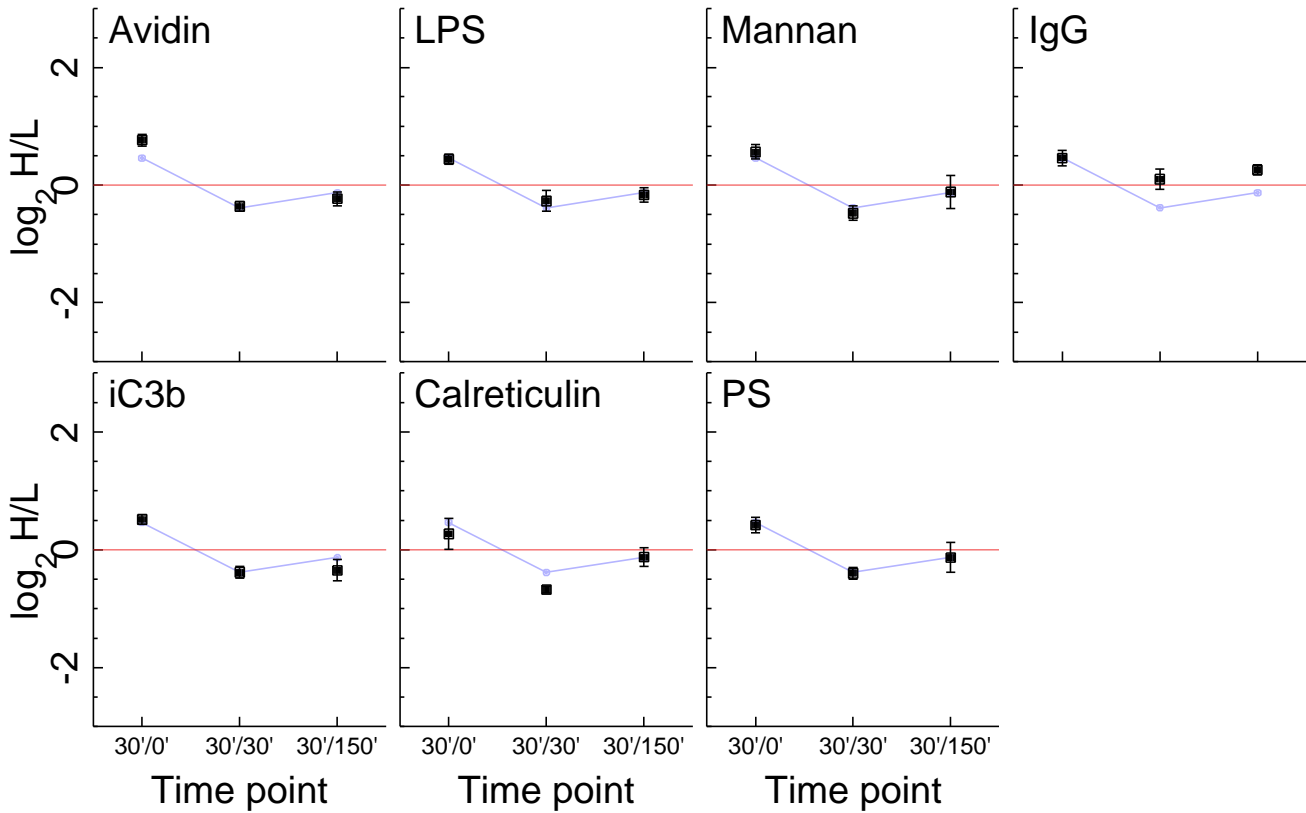 Avidin
LPS
Mannan
IgG
log2 H/L
2
0
-2
iC3b
Calreticulin
PS
log2 H/L
2
0
-2
30'/0' 30'/30' 30'/150'
30'/0' 30'/30' 30'/150'
30'/0' 30'/30' 30'/150'
Time point
Time point
Time point